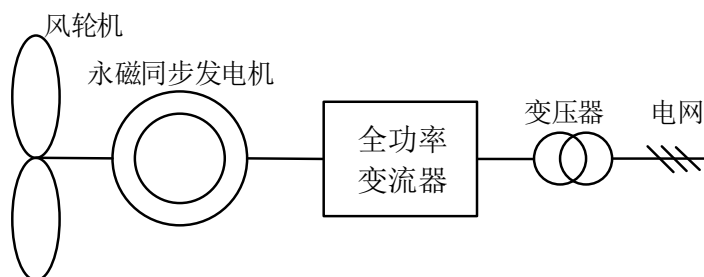 风轮机
永磁同步发电机
全功率
变流器
变压器
电网